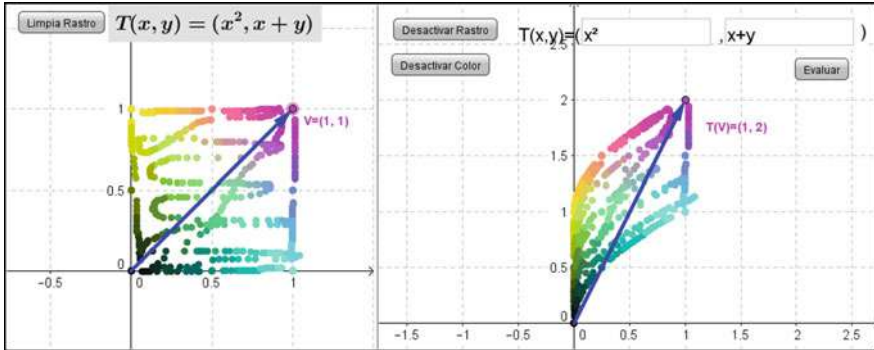 Limpia Rastro
T(x, y) = (x², x + y)
V=(1, 1)
1
0.5
0
-0.5
0
0.5
1
Desactivar Rastro
T(x,y)=( x² , x+y )
Desactivar Color
Evaluar
T(V)=(1, 2)
2.5
2
1.5
1
0.5
0
-1.5
-1
-0.5
0
0.5
1
1.5
2
2.5